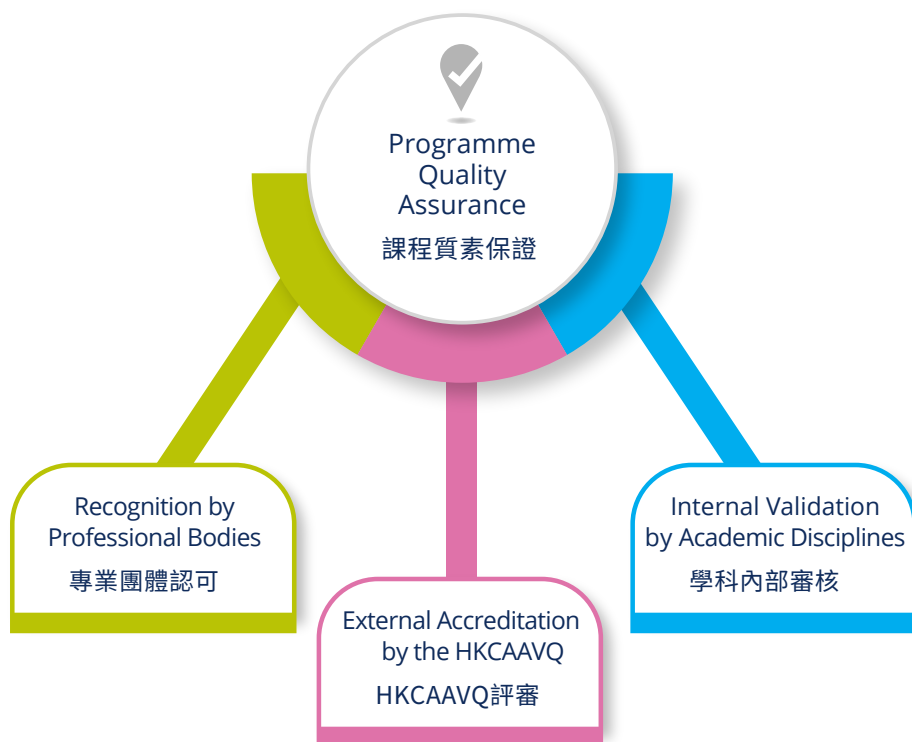 Programme
Quality
Assurance
課程質素保證
Recognition by
Professional Bodies
專業團體認可
External Accreditation
by the HKCAAVQ
HKCAAVQ評審
Internal Validation
by Academic Disciplines
學科內部審核